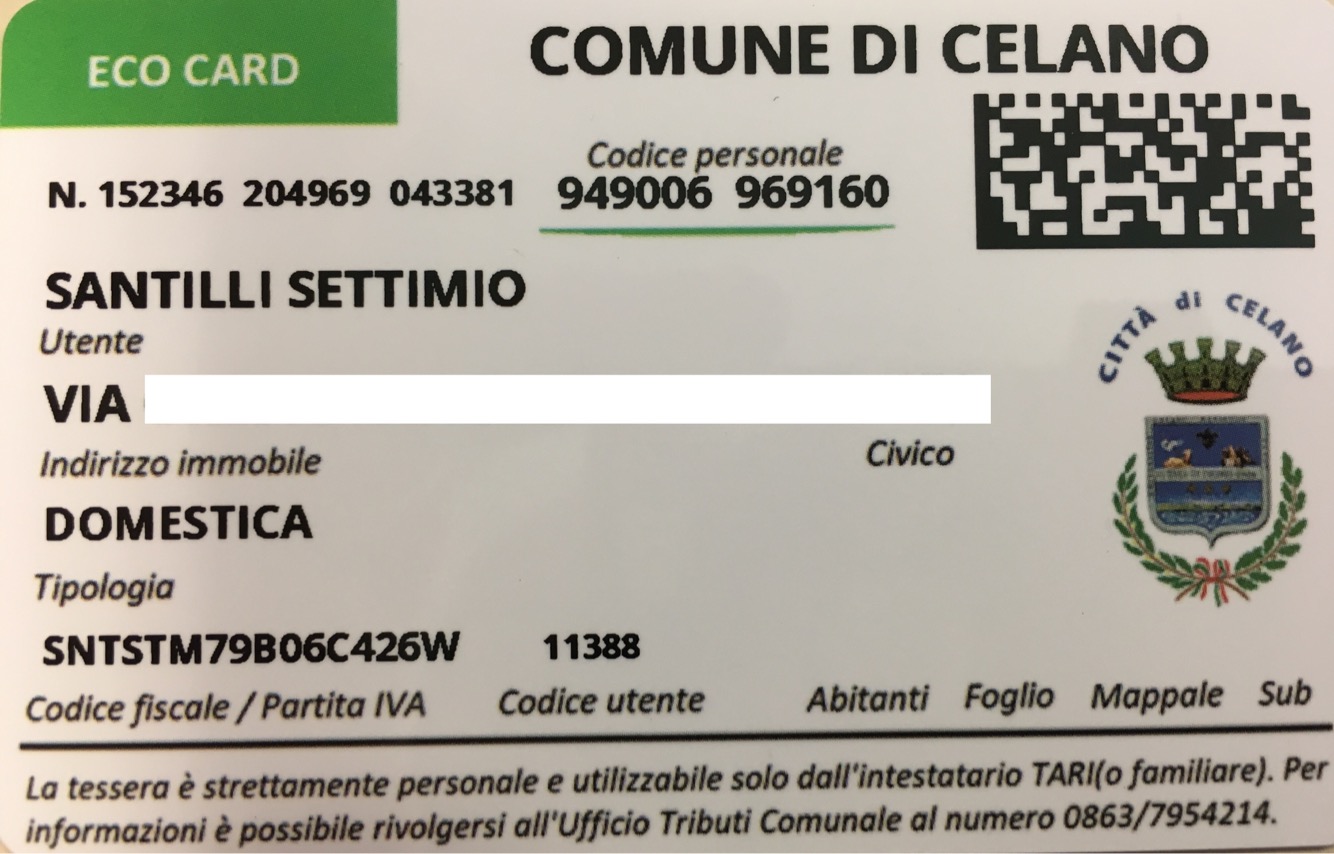 ECO CARD
COMUNE DI CELANO
Codice personale
N. 152346 204969 043381 949006 969160
SANTILLI SETTIMIO
Utente
CITTÀ di CELANO
VIA
Indirizzo immobile Civico
DOMESTICA
Tipologia
SNTSTM79B06C426W 11388
Codice fiscale / Partita IVA Codice utente Abitanti Foglio Mappale Sub
La tessera è strettamente personale e utilizzabile solo dall'intestatario TARI(o familiare). Per
informazioni è possibile rivolgersi all'Ufficio Tributi Comunale al numero 0863/7954214.